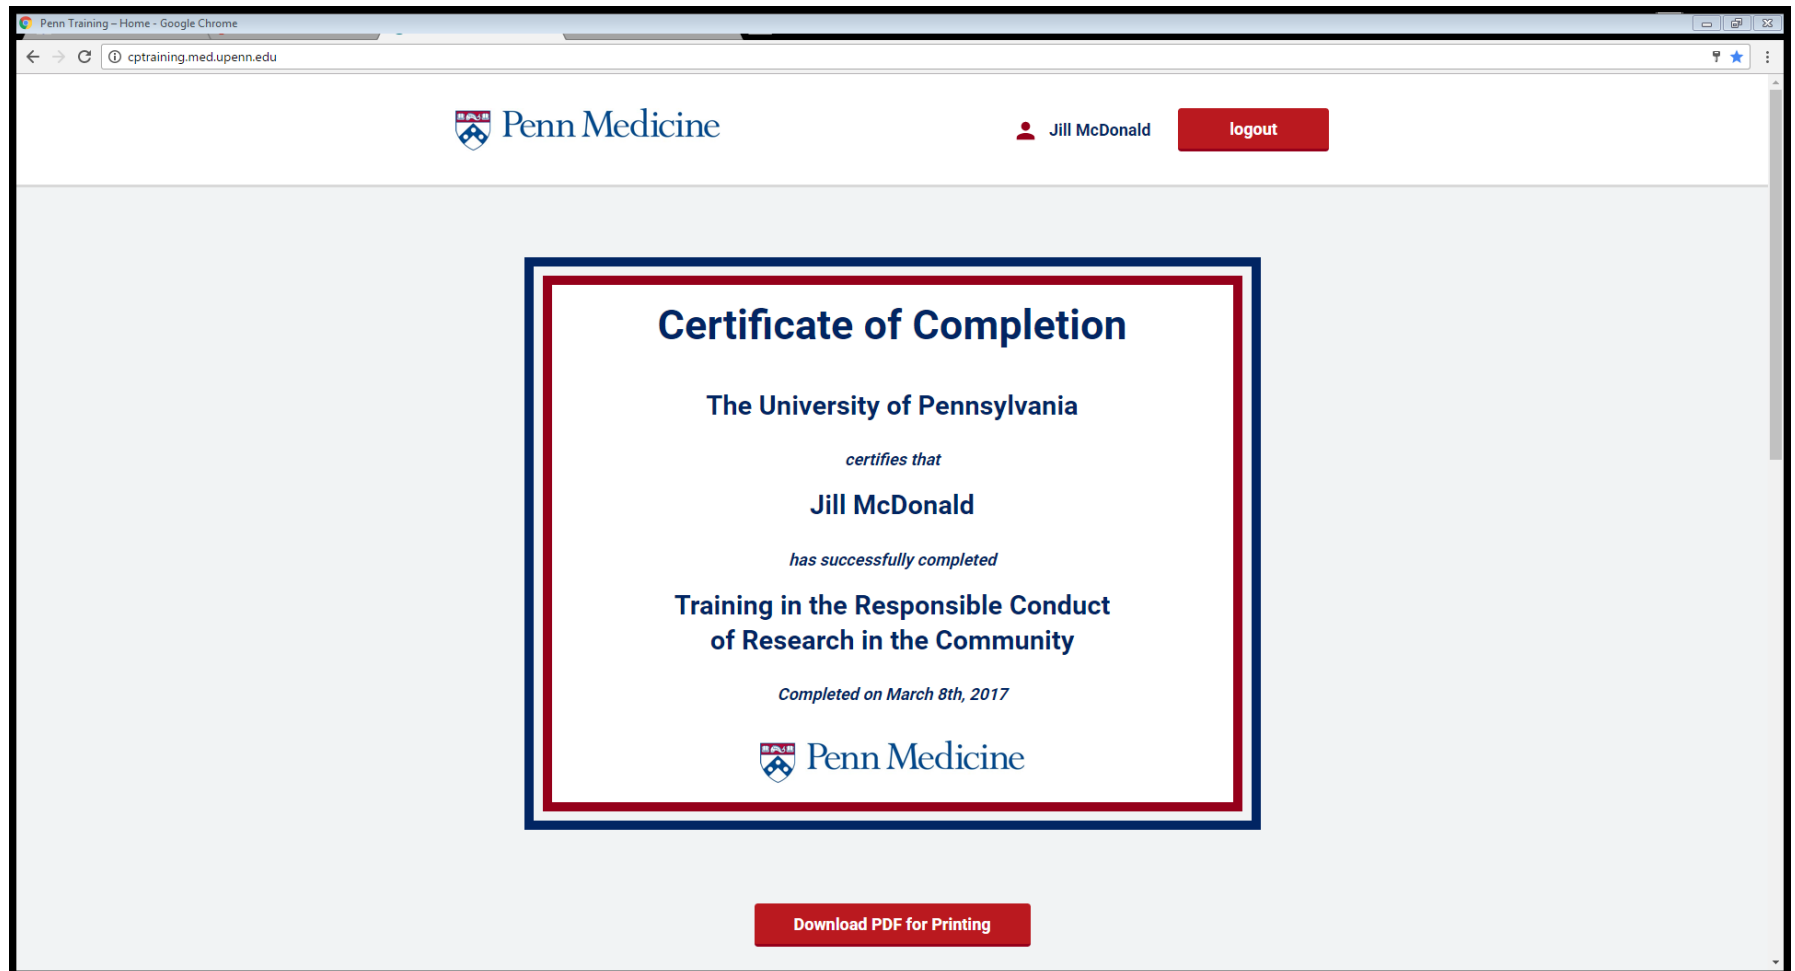 Penn Training – Home - Google Chrome
cptraining.med.upenn.edu
Penn Medicine
Jill McDonald
logout
Certificate of Completion
The University of Pennsylvania
certifies that
Jill McDonald
has successfully completed
Training in the Responsible Conduct
of Research in the Community
Completed on March 8th, 2017
Penn Medicine
Download PDF for Printing